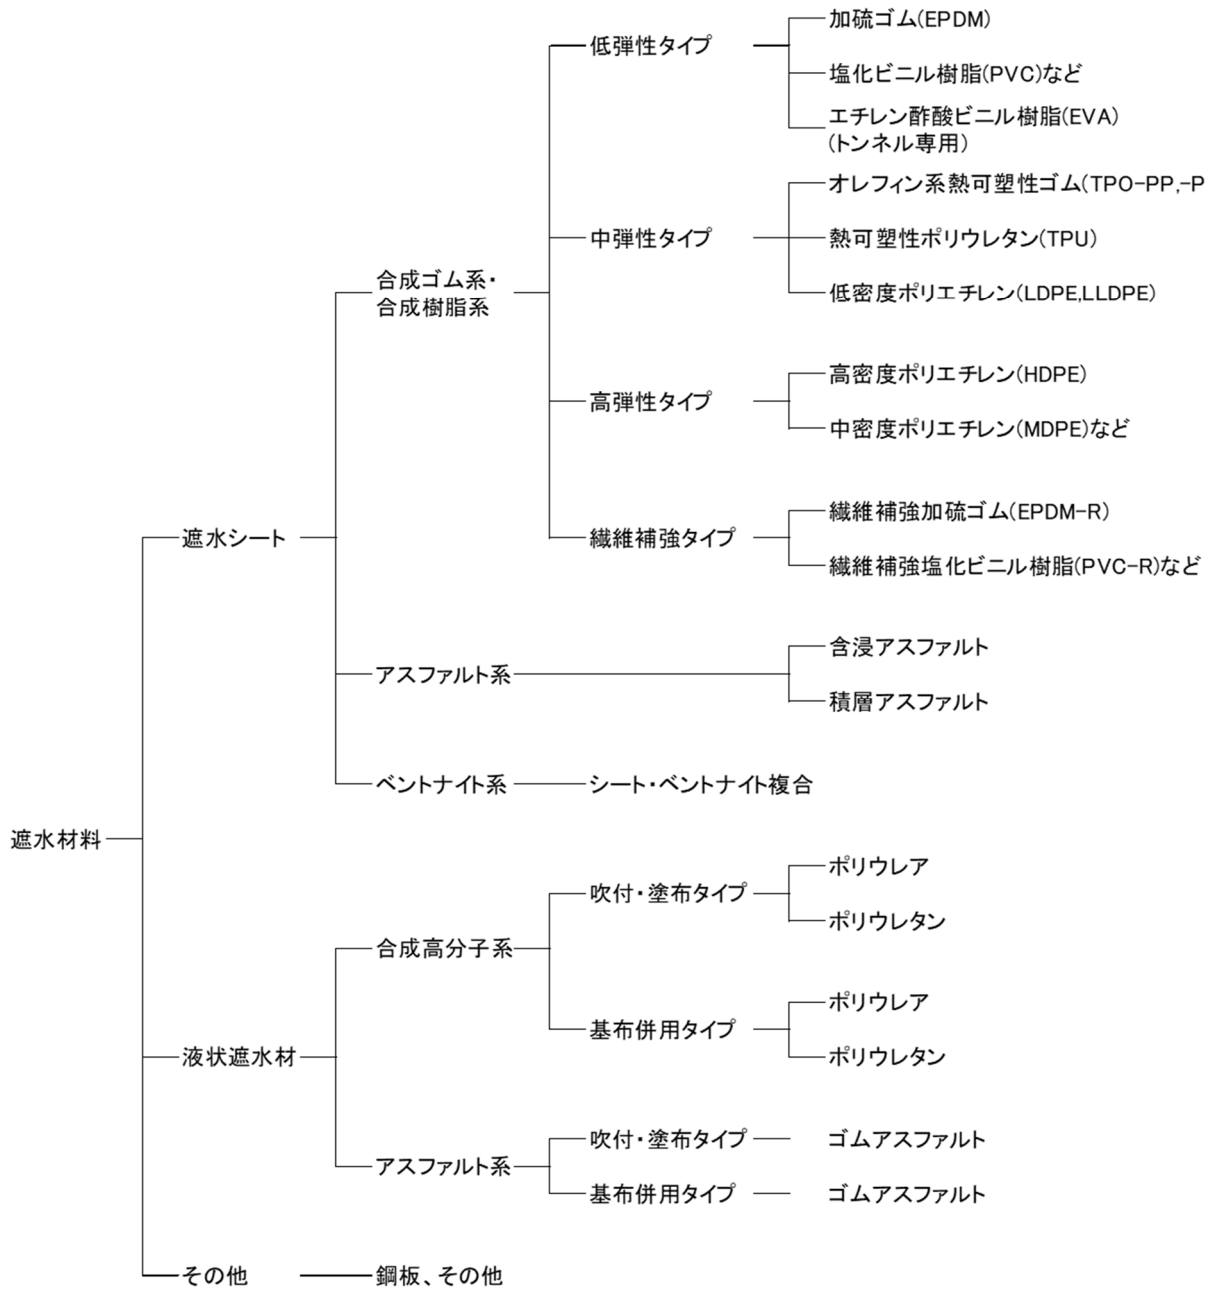 加硫ゴム(EPDM)
低弾性タイプ
塩化ビニル樹脂(PVC)など
エチレン酢酸ビニル樹脂(EVA)
(トンネル専用)
オレフィン系熱可塑性ゴム(TPO-PP,-P
中弾性タイプ
熱可塑性ポリウレタン(TPU)
合成ゴム系・
合成樹脂系
低密度ポリエチレン(LDPE,LLDPE)
高密度ポリエチレン(HDPE)
高弾性タイプ
中密度ポリエチレン(MDPE)など
繊維補強加硫ゴム(EPDM-R)
遮水シート
繊維補強タイプ
繊維補強塩化ビニル樹脂(PVC-R)など
含浸アスファルト
アスファルト系
積層アスファルト
ベントナイト系
シート・ベントナイト複合
遮水材料
ポリウレア
吹付・塗布タイプ
ポリウレタン
合成高分子系
ポリウレア
基布併用タイプ
ポリウレタン
液状遮水材
吹付・塗布タイプ
ゴムアスファルト
アスファルト系
基布併用タイプ
ゴムアスファルト
その他
鋼板、その他